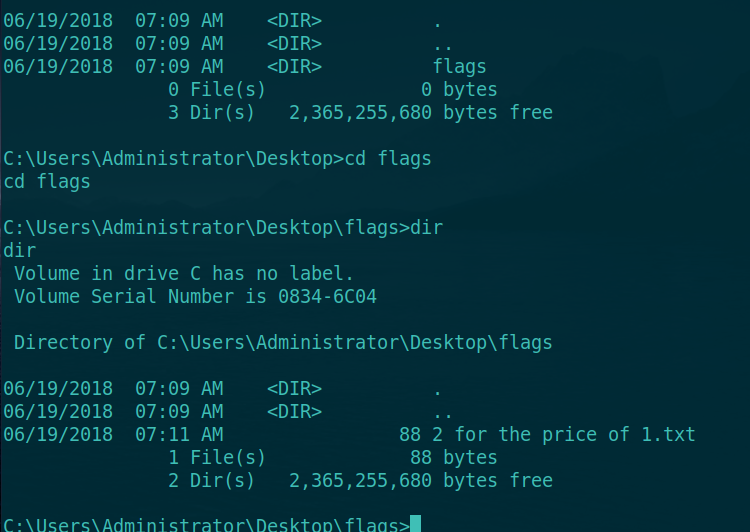 06/19/2018  07:09 AM    <DIR>          .
06/19/2018  07:09 AM    <DIR>          ..
06/19/2018  07:09 AM    <DIR>          flags
               0 File(s)              0 bytes
               3 Dir(s)   2,365,255,680 bytes free
C:\Users\Administrator\Desktop>cd flags
cd flags
C:\Users\Administrator\Desktop\flags>dir
dir
 Volume in drive C has no label.
 Volume Serial Number is 0834-6C04
 Directory of C:\Users\Administrator\Desktop\flags
06/19/2018  07:09 AM    <DIR>          .
06/19/2018  07:09 AM    <DIR>          ..
06/19/2018  07:11 AM                88 2 for the price of 1.txt
               1 File(s)             88 bytes
               2 Dir(s)   2,365,255,680 bytes free
C:\Users\Administrator\Desktop\flags>